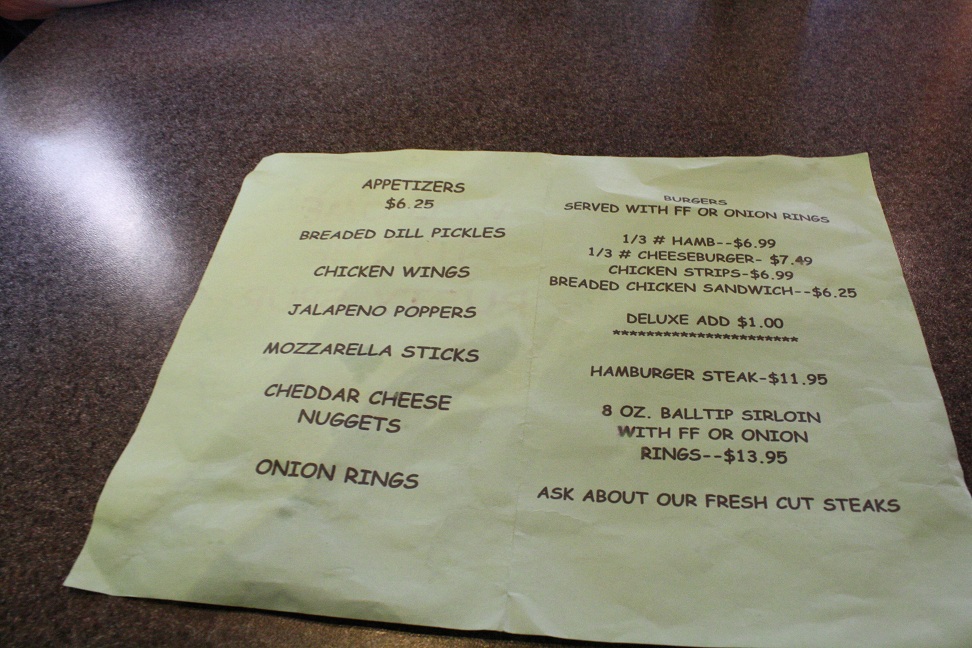 APPETIZERS
$6.25
BREADED DILL PICKLES
CHICKEN WINGS
JALAPENO POPPERS
MOZZARELLA STICKS
CHEDDAR CHEESE
NUGGETS
ONION RINGS
BURGERS
SERVED WITH FF OR ONION RINGS
1/3 # HAMB--$6.99
1/3 # CHEESEBURGER- $7.49
CHICKEN STRIPS-$6.99
BREADED CHICKEN SANDWICH--$6.25
DELUXE ADD $1.00
*********************
HAMBURGER STEAK-$11.95
8 OZ. BALLTIP SIRLOIN
WITH FF OR ONION
RINGS--$13.95
ASK ABOUT OUR FRESH CUT STEAKS